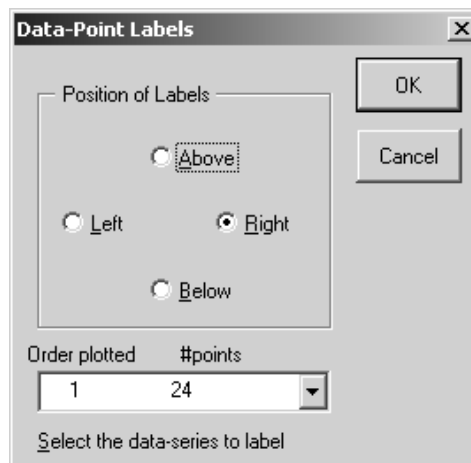 Data-Point Labels
Position of Labels
OK
Above
Cancel
Left Right
Below
Order plotted #points
1 24
Select the data-series to label